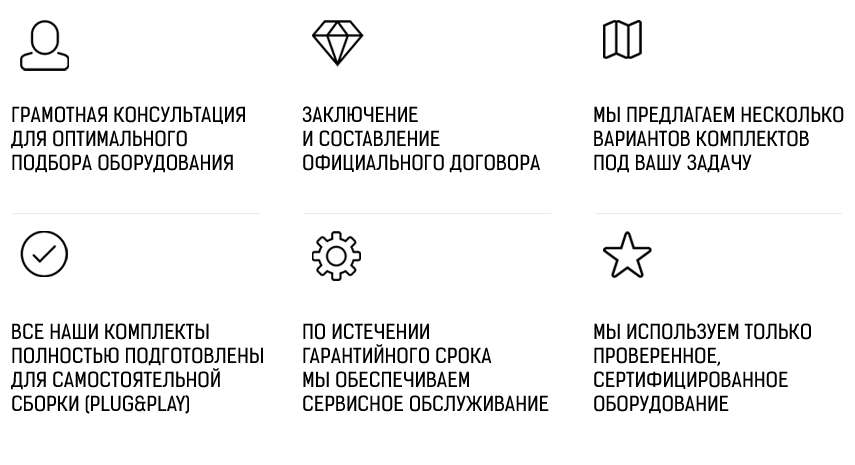 ГРАМОТНАЯ КОНСУЛЬТАЦИЯ
ДЛЯ ОПТИМАЛЬНОГО
ПОДБОРА ОБОРУДОВАНИЯ
ЗАКЛЮЧЕНИЕ
И СОСТАВЛЕНИЕ
ОФИЦИАЛЬНОГО ДОГОВОРА
МЫ ПРЕДЛАГАЕМ НЕСКОЛЬКО
ВАРИАНТОВ КОМПЛЕКТОВ
ПОД ВАШУ ЗАДАЧУ
ВСЕ НАШИ КОМПЛЕКТЫ
ПОЛНОСТЬЮ ПОДГОТОВЛЕНЫ
ДЛЯ САМОСТОЯТЕЛЬНОЙ
СБОРКИ (PLUG&PLAY)
ПО ИСТЕЧЕНИИ
ГАРАНТИЙНОГО СРОКА
МЫ ОБЕСПЕЧИВАЕМ
СЕРВИСНОЕ ОБСЛУЖИВАНИЕ
МЫ ИСПОЛЬЗУЕМ ТОЛЬКО
ПРОВЕРЕННОЕ,
СЕРТИФИЦИРОВАННОЕ
ОБОРУДОВАНИЕ